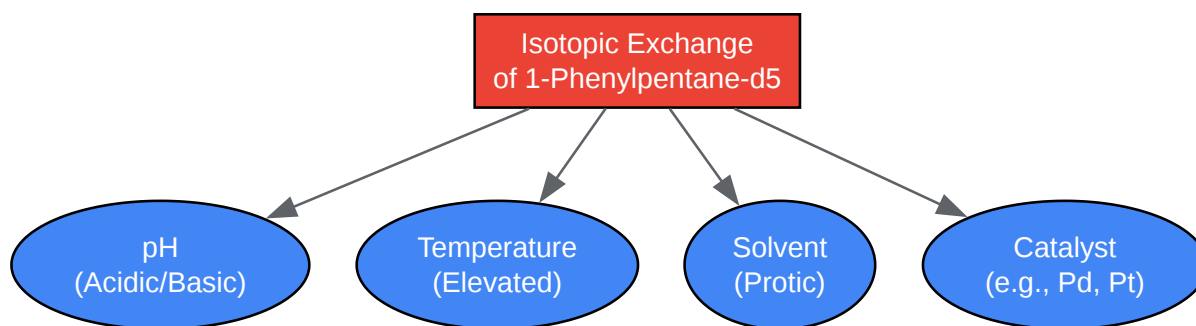 Isotopic Exchange
of 1-Phenylpentane-d5
pH
(Acidic/Basic)
Temperature
(Elevated)
Solvent
(Protic)
Catalyst
(e.g., Pd, Pt)